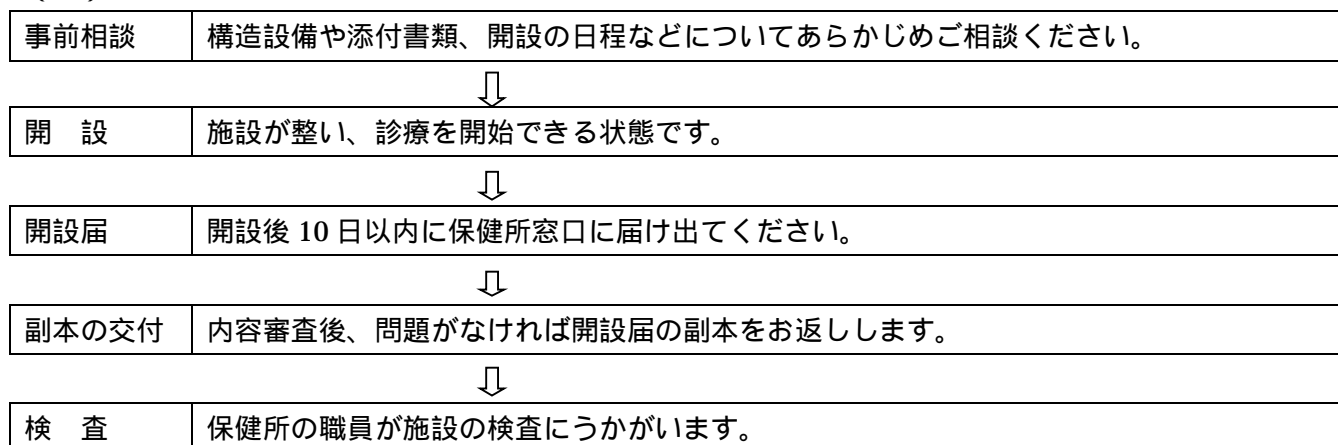 事前相談 構造設備や添付書類、開設の日程などについてあらかじめご相談ください。
⇩
開　設 施設が整い、診療を開始できる状態です。
⇩
開設届 開設後 10 日以内に保健所窓口に届け出てください。
⇩
副本の交付 内容審査後、問題がなければ開設届の副本をお返しします。
⇩
検　査 保健所の職員が施設の検査にうかがいます。